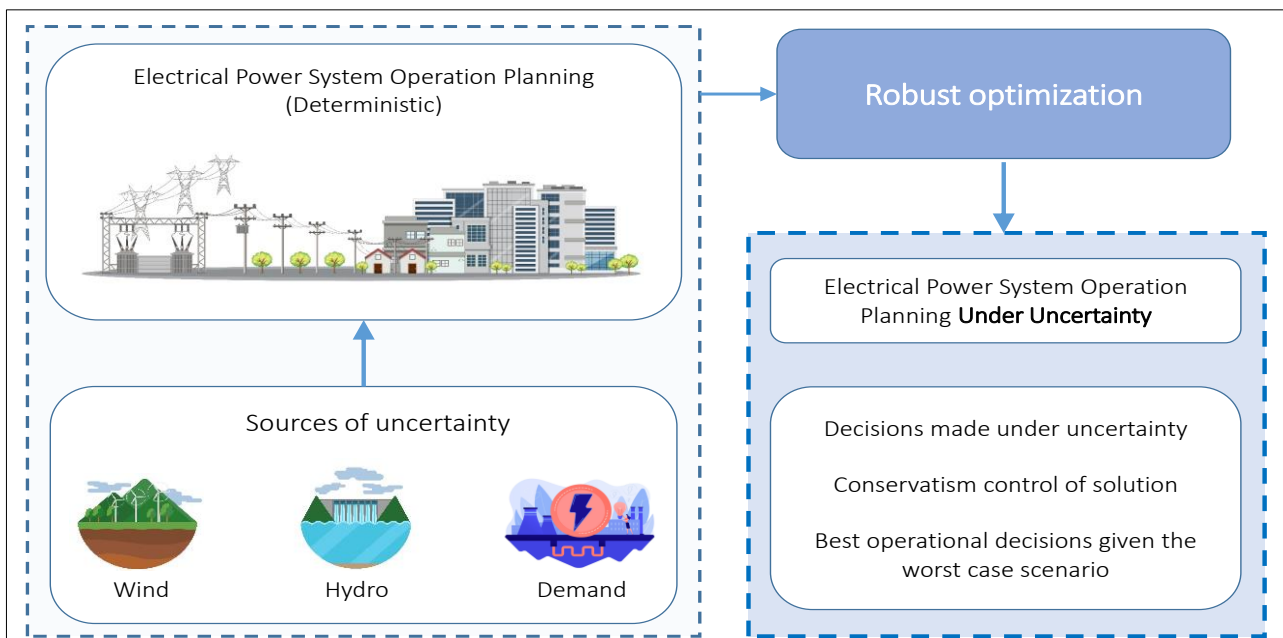 Electrical Power System Operation Planning
(Deterministic)
Sources of uncertainty
Wind
Hydro
Demand
Robust optimization
Electrical Power System Operation
Planning Under Uncertainty
Decisions made under uncertainty
Conservatism control of solution
Best operational decisions given the
worst case scenario